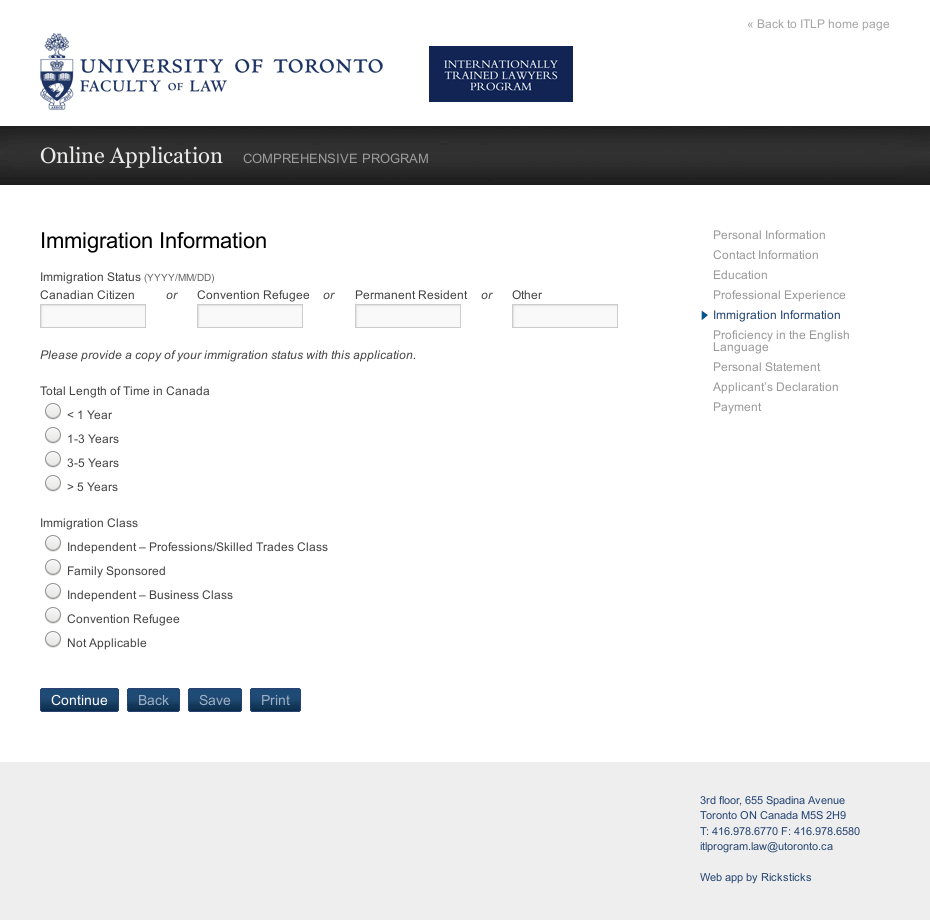 « Back to ITLP home page
UNIVERSITY OF TORONTO
FACULTY OF LAW
INTERNATIONALLY
TRAINED LAWYERS
PROGRAM
Online Application COMPREHENSIVE PROGRAM
Immigration Information
Immigration Status (YYYY/MM/DD)
Canadian Citizen or Convention Refugee or Permanent Resident or Other
Please provide a copy of your immigration status with this application.
Total Length of Time in Canada
< 1 Year
1-3 Years
3-5 Years
> 5 Years
Immigration Class
Independent – Professions/Skilled Trades Class
Family Sponsored
Independent – Business Class
Convention Refugee
Not Applicable
Continue Back Save Print
Personal Information
Contact Information
Education
Professional Experience
Immigration Information
Proficiency in the English
Language
Personal Statement
Applicant's Declaration
Payment
3rd floor, 655 Spadina Avenue
Toronto ON Canada M5S 2H9
T: 416.978.6770 F: 416.978.6580
itlprogram.law@utoronto.ca
Web app by Ricksticks